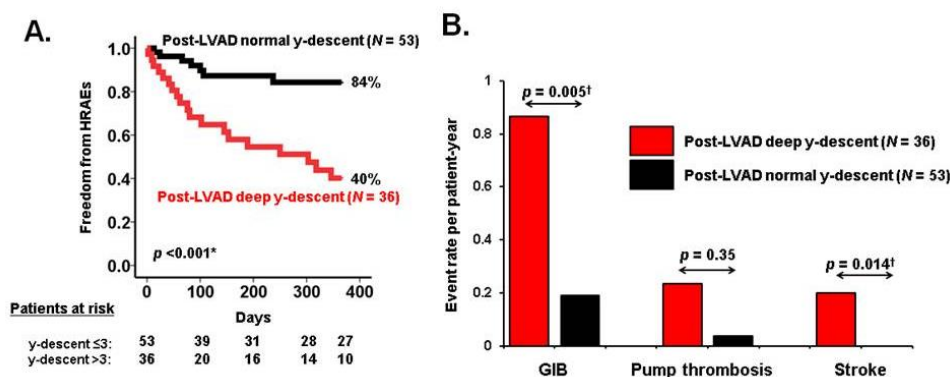 A.
Post-LVAD normal y-descent (N = 53)
1.0
0.8
0.6
0.4
0.2
0.0
Freedom from HRAEs
84%
40%
Post-LVAD deep y-descent (N = 36)
p <0.001*
0 100 200 300 400
Days
Patients at risk
y-descent ≤3: 53 39 31 28 27
y-descent >3: 36 20 16 14 10
B.
1
0.8
0.6
0.4
0.2
0
Event rate per patient-year
p = 0.005†
Post-LVAD deep y-descent (N = 36)
Post-LVAD normal y-descent (N = 53)
p = 0.35
p = 0.014†
GIB Pump thrombosis Stroke